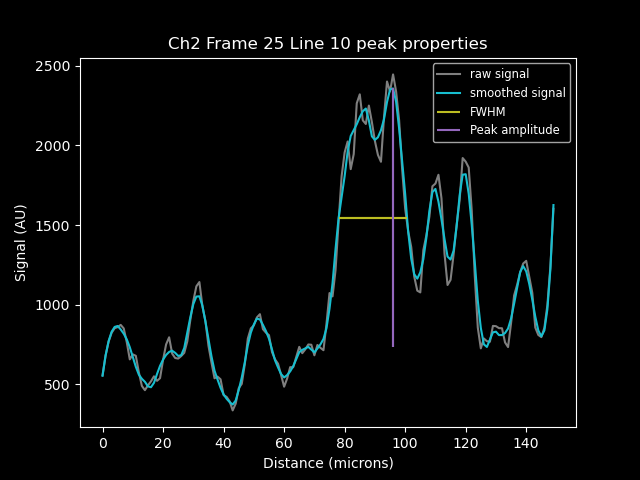 Ch2 Frame 25 Line 10 peak properties
raw signal
smoothed signal
FWHM
Peak amplitude
Signal (AU)
2500
2000
1500
1000
500
0 20 40 60 80 100 120 140
Distance (microns)